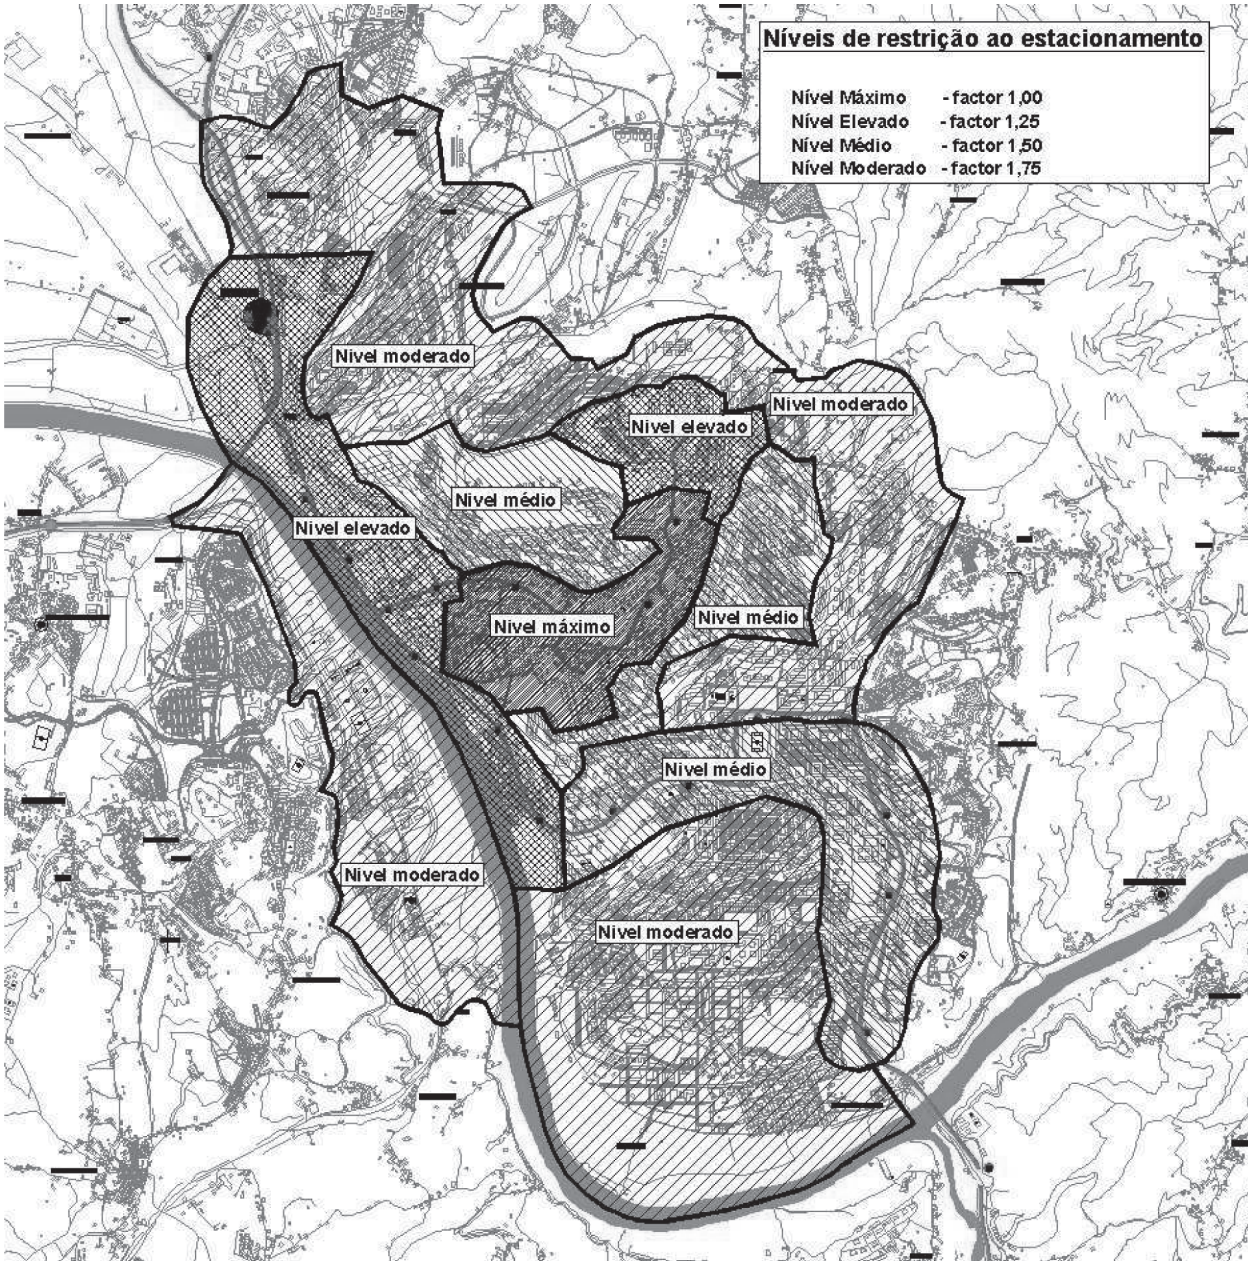 Níveis de restrição ao estacionamento
Nível Máximo - factor 1,00
Nível Elevado - factor 1,25
Nível Médio - factor 1,50
Nível Moderado - factor 1,75
Nivel moderado
Nivel moderado
Nivel elevado
Nivel médio
Nivel elevado
Nivel máximo
Nivel médio
Nivel médio
Nivel moderado
Nivel moderado